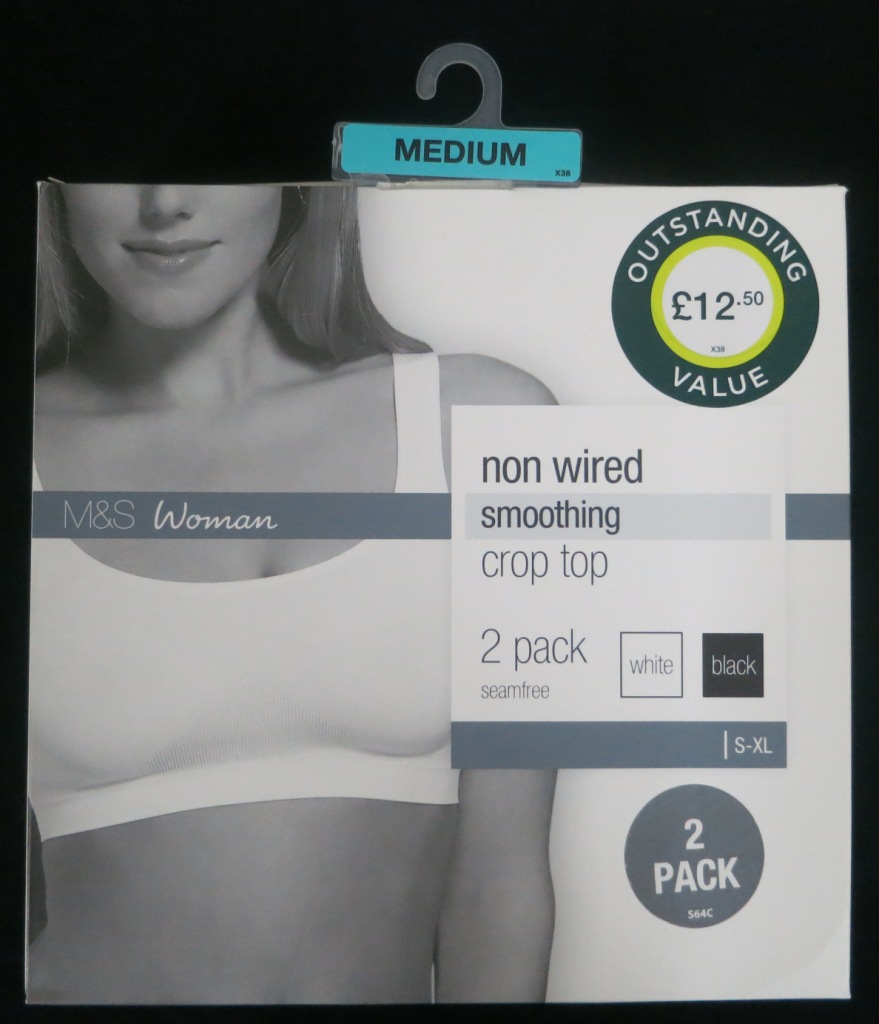 MEDIUM
X38
OUTSTANDING
£12.50
X38
VALUE
non wired
M&S Woman
smoothing
crop top
2 pack
white
black
seamfree
S-XL
2
PACK
S64C